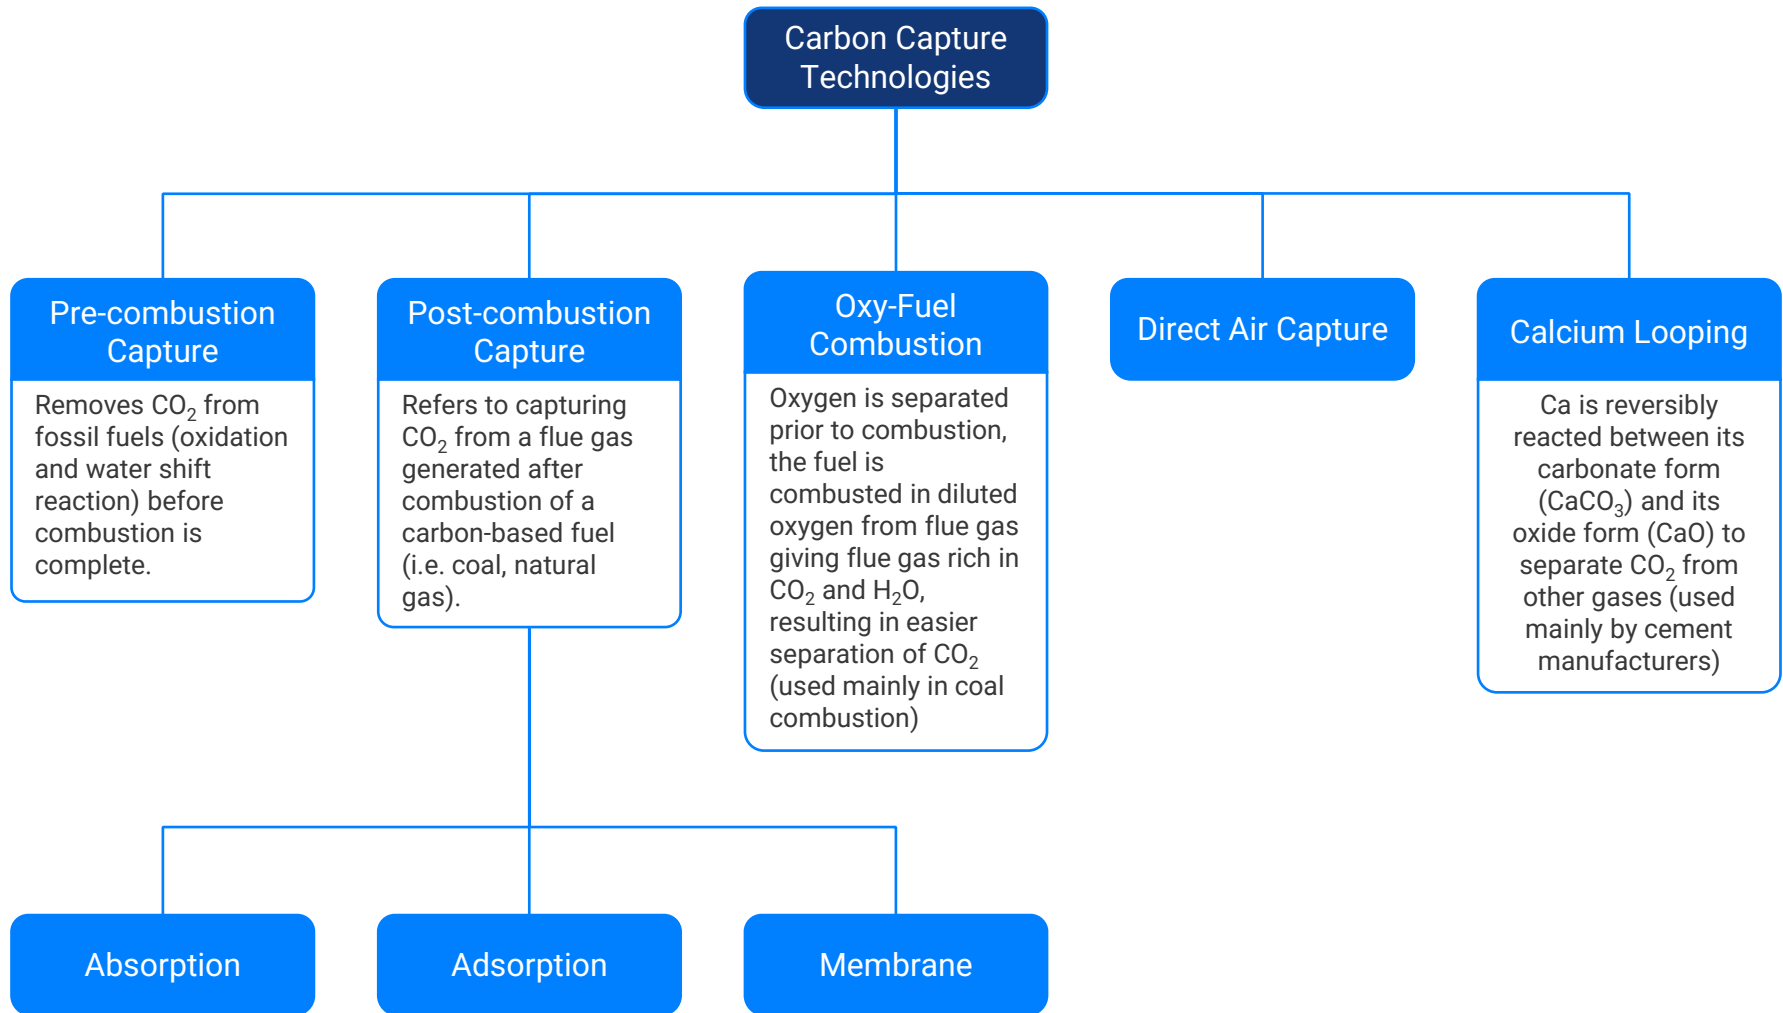 Carbon Capture
Technologies
Pre-combustion
Capture
Removes CO₂ from
fossil fuels (oxidation
and water shift
reaction) before
combustion is
complete.
Post-combustion
Capture
Refers to capturing
CO₂ from a flue gas
generated after
combustion of a
carbon-based fuel
(i.e. coal, natural
gas).
Oxy-Fuel
Combustion
Oxygen is separated
prior to combustion,
the fuel is
combusted in diluted
oxygen from flue gas
giving flue gas rich in
CO₂ and H₂O,
resulting in easier
separation of CO₂
(used mainly in coal
combustion)
Direct Air Capture
Calcium Looping
Ca is reversibly
reacted between its
carbonate form
(CaCO₃) and its
oxide form (CaO) to
separate CO₂ from
other gases (used
mainly by cement
manufacturers)
Absorption
Adsorption
Membrane